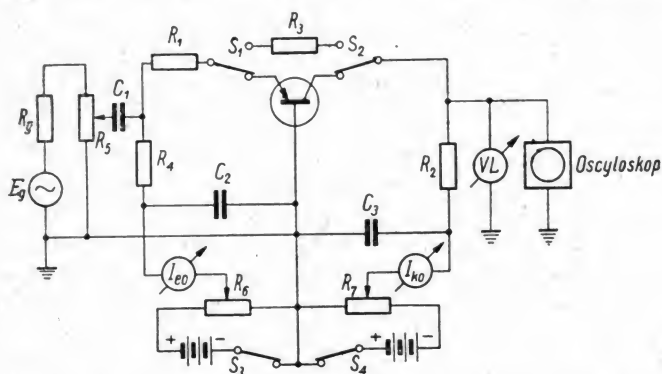 R₃
R₁
S₁
S₂
C₁
Rg
R₅
R₄
R₂
VL
Oscyloskop
C₂
Eg
C₃
Ieo
R₆
R₇
Iko
+
-
+
-
S₃
S₄